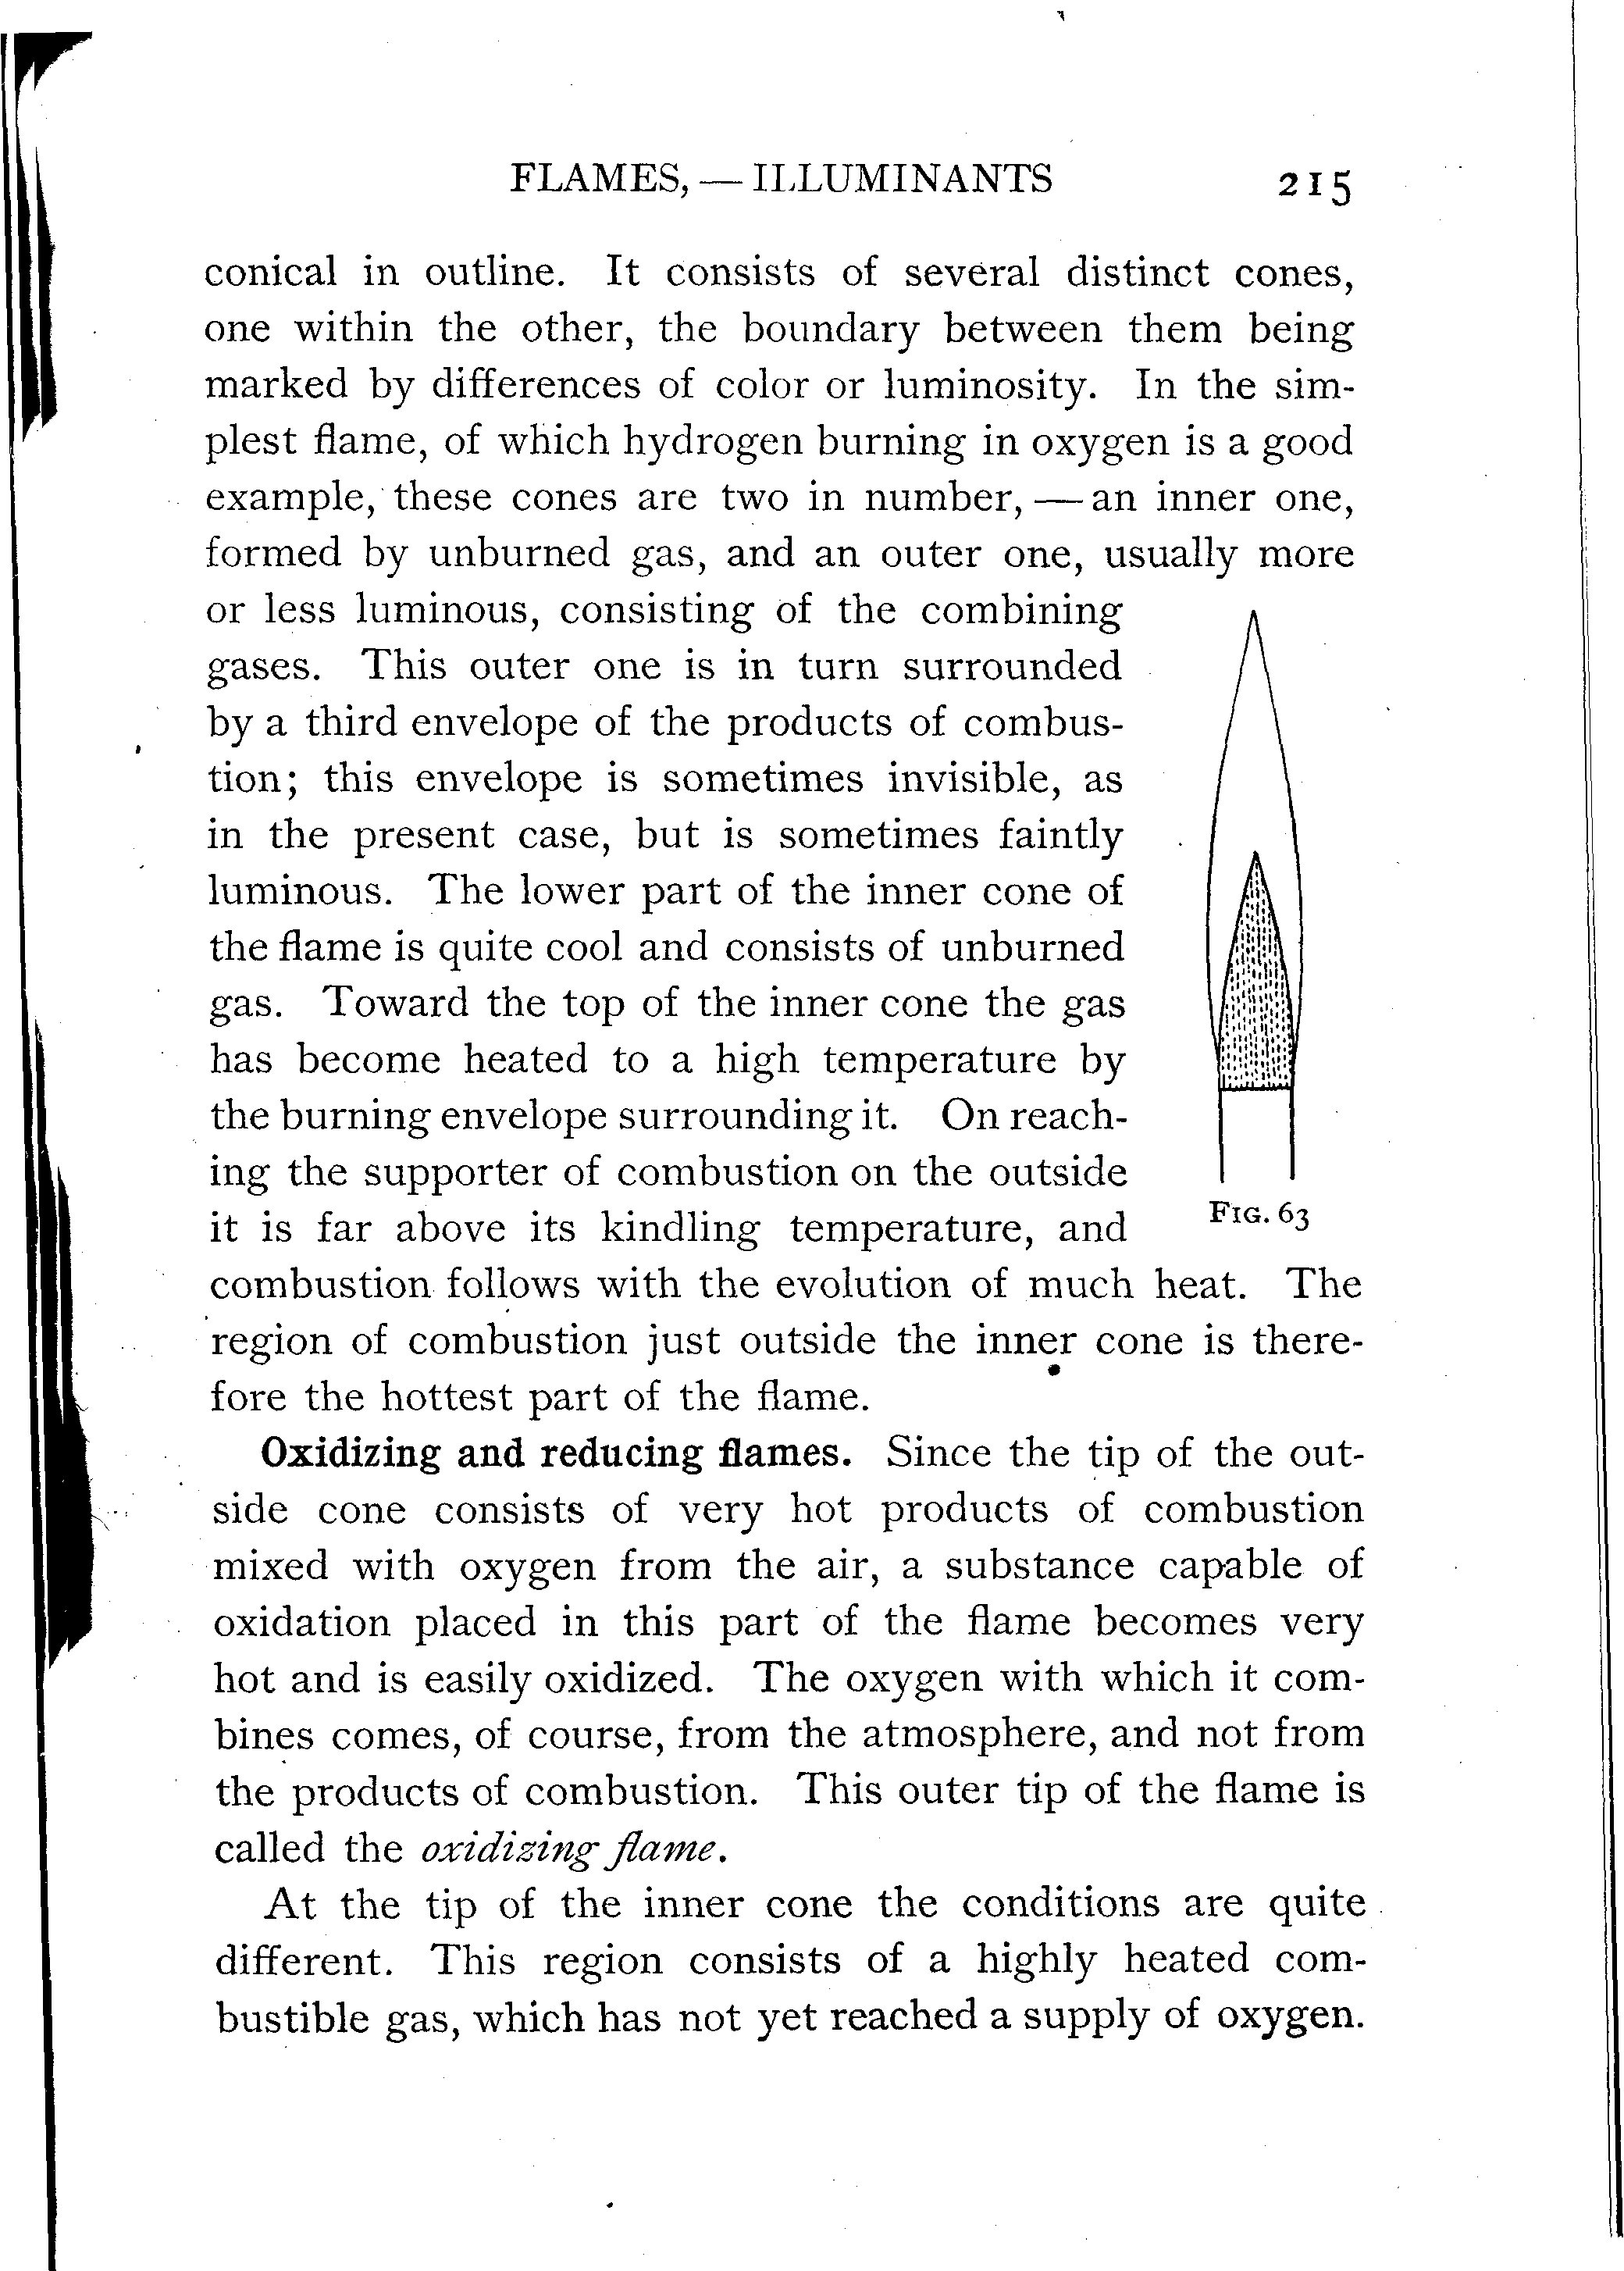 FLAMES, — ILLUMINANTS 215
conical in outline. It consists of several distinct cones,
one within the other, the boundary between them being
marked by differences of color or luminosity. In the sim-
plest flame, of which hydrogen burning in oxygen is a good
example, these cones are two in number, — an inner one,
formed by unburned gas, and an outer one, usually more
or less luminous, consisting of the combining
gases. This outer one is in turn surrounded
by a third envelope of the products of combus-
tion; this envelope is sometimes invisible, as
in the present case, but is sometimes faintly
luminous. The lower part of the inner cone of
the flame is quite cool and consists of unburned
gas. Toward the top of the inner cone the gas
has become heated to a high temperature by
the burning envelope surrounding it. On reach-
ing the supporter of combustion on the outside
it is far above its kindling temperature, and
FIG. 63
combustion follows with the evolution of much heat. The
region of combustion just outside the inner cone is there-
fore the hottest part of the flame.
Oxidizing and reducing flames. Since the tip of the out-
side cone consists of very hot products of combustion
mixed with oxygen from the air, a substance capable of
oxidation placed in this part of the flame becomes very
hot and is easily oxidized. The oxygen with which it com-
bines comes, of course, from the atmosphere, and not from
the products of combustion. This outer tip of the flame is
called the oxidizing flame.
At the tip of the inner cone the conditions are quite
different. This region consists of a highly heated com-
bustible gas, which has not yet reached a supply of oxygen.